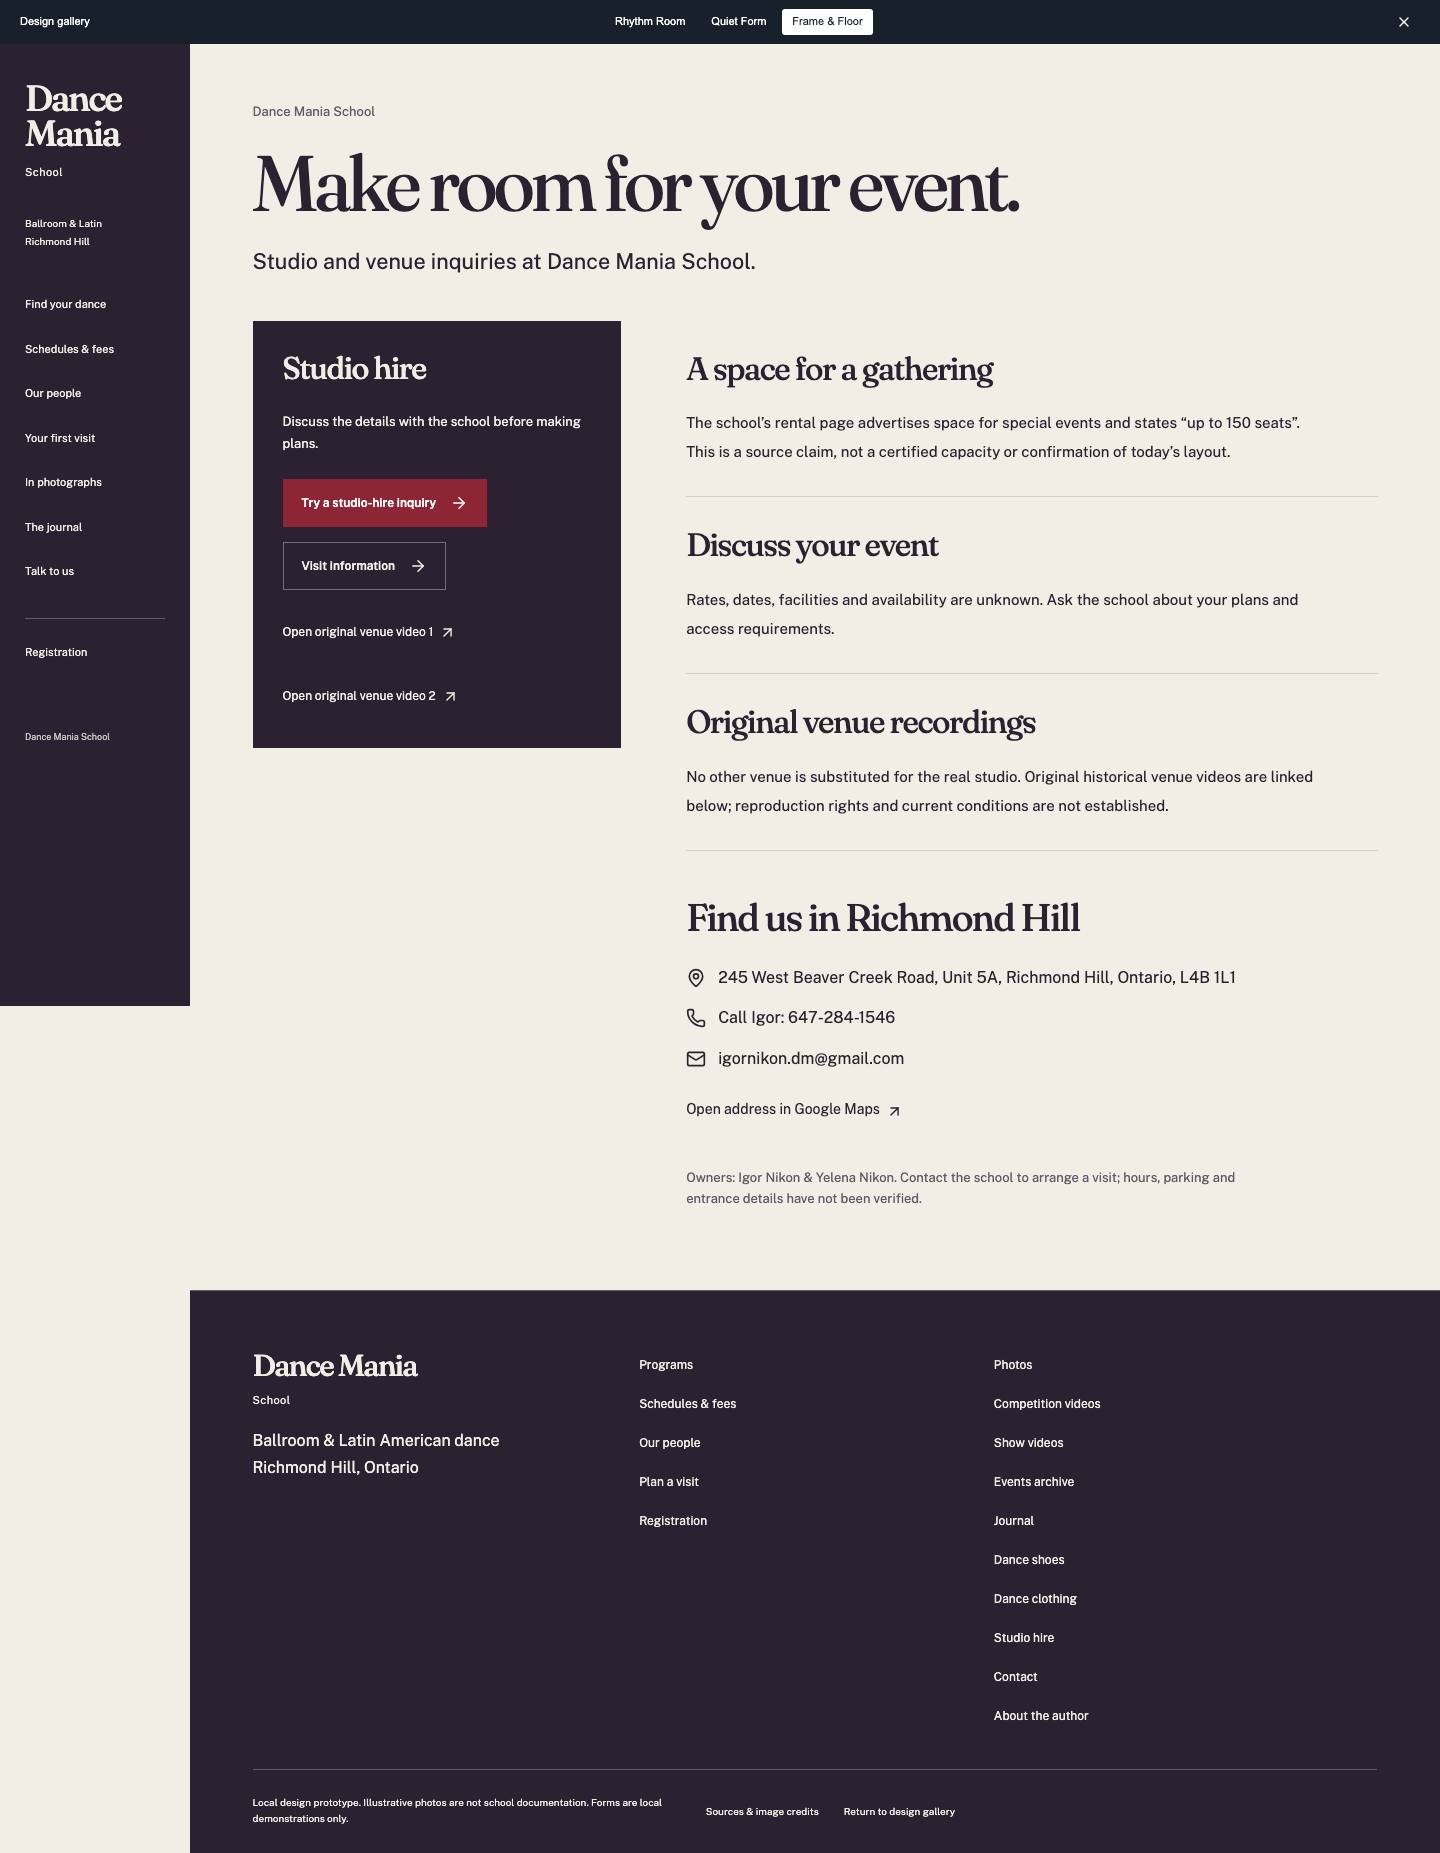 Design gallery
Rhythm Room
Quiet Form
Frame & Floor
Dance
Mania
School
Ballroom & Latin
Richmond Hill
Find your dance
Schedules & fees
Our people
Your first visit
In photographs
The journal
Talk to us
Registration
Dance Mania School
Dance Mania School
Make room for your event.
Studio and venue inquiries at Dance Mania School.
Studio hire
Discuss the details with the school before making
plans.
Try a studio-hire inquiry
Visit information
Open original venue video 1
Open original venue video 2
A space for a gathering
The school’s rental page advertises space for special events and states “up to 150 seats”.
This is a source claim, not a certified capacity or confirmation of today’s layout.
Discuss your event
Rates, dates, facilities and availability are unknown. Ask the school about your plans and
access requirements.
Original venue recordings
No other venue is substituted for the real studio. Original historical venue videos are linked
below; reproduction rights and current conditions are not established.
Find us in Richmond Hill
245 West Beaver Creek Road, Unit 5A, Richmond Hill, Ontario, L4B 1L1
Call Igor: 647-284-1546
igornikon.dm@gmail.com
Open address in Google Maps
Owners: Igor Nikon & Yelena Nikon. Contact the school to arrange a visit; hours, parking and
entrance details have not been verified.
Dance Mania
School
Ballroom & Latin American dance
Richmond Hill, Ontario
Programs
Schedules & fees
Our people
Plan a visit
Registration
Photos
Competition videos
Show videos
Events archive
Journal
Dance shoes
Dance clothing
Studio hire
Contact
About the author
Local design prototype. Illustrative photos are not school documentation. Forms are local
demonstrations only.
Sources & image credits
Return to design gallery